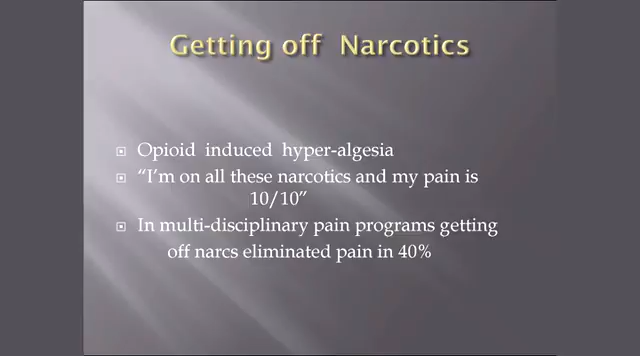 Getting off Narcotics
Opioid induced hyper-algesia
“I’m on all these narcotics and my pain is
10/10”
In multi-disciplinary pain programs getting
off narcs eliminated pain in 40%